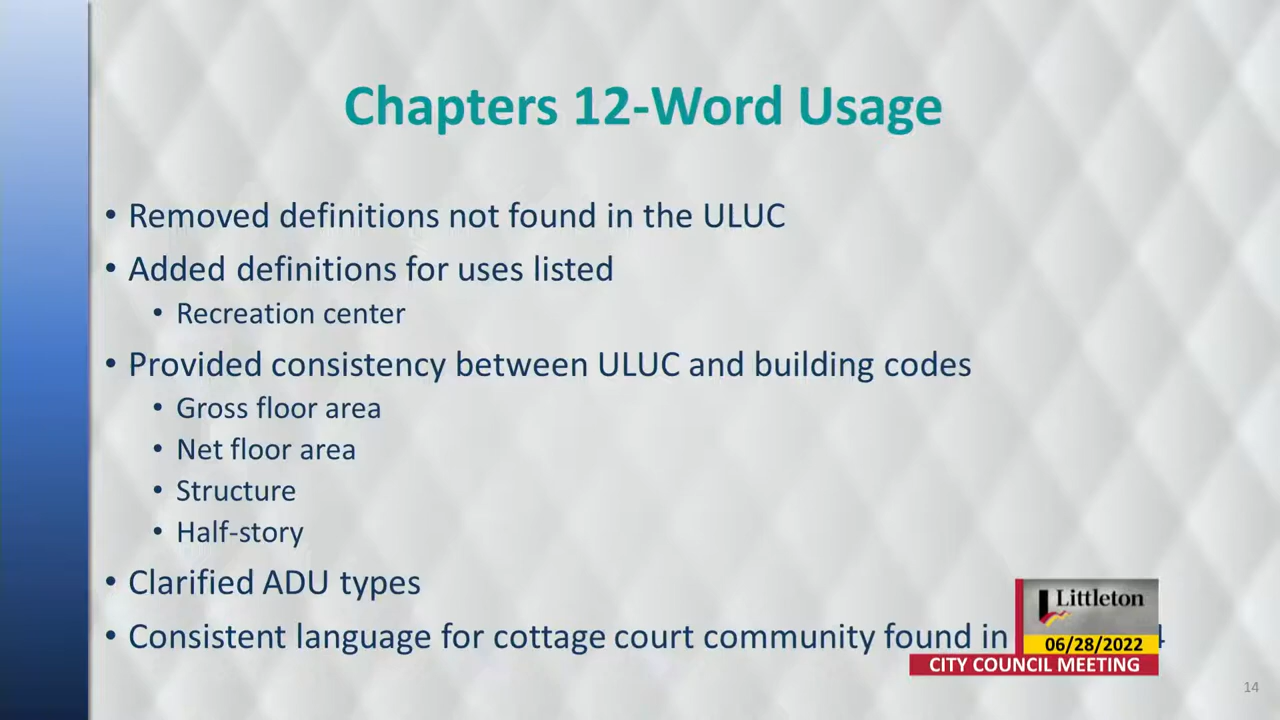 Chapters 12-Word Usage
• Removed definitions not found in the ULUC
• Added definitions for uses listed
• Recreation center
• Provided consistency between ULUC and building codes
• Gross floor area
• Net floor area
• Structure
• Half-story
• Clarified ADU types
• Consistent language for cottage court community found in
Littleton
06/28/2022
CITY COUNCIL MEETING
14